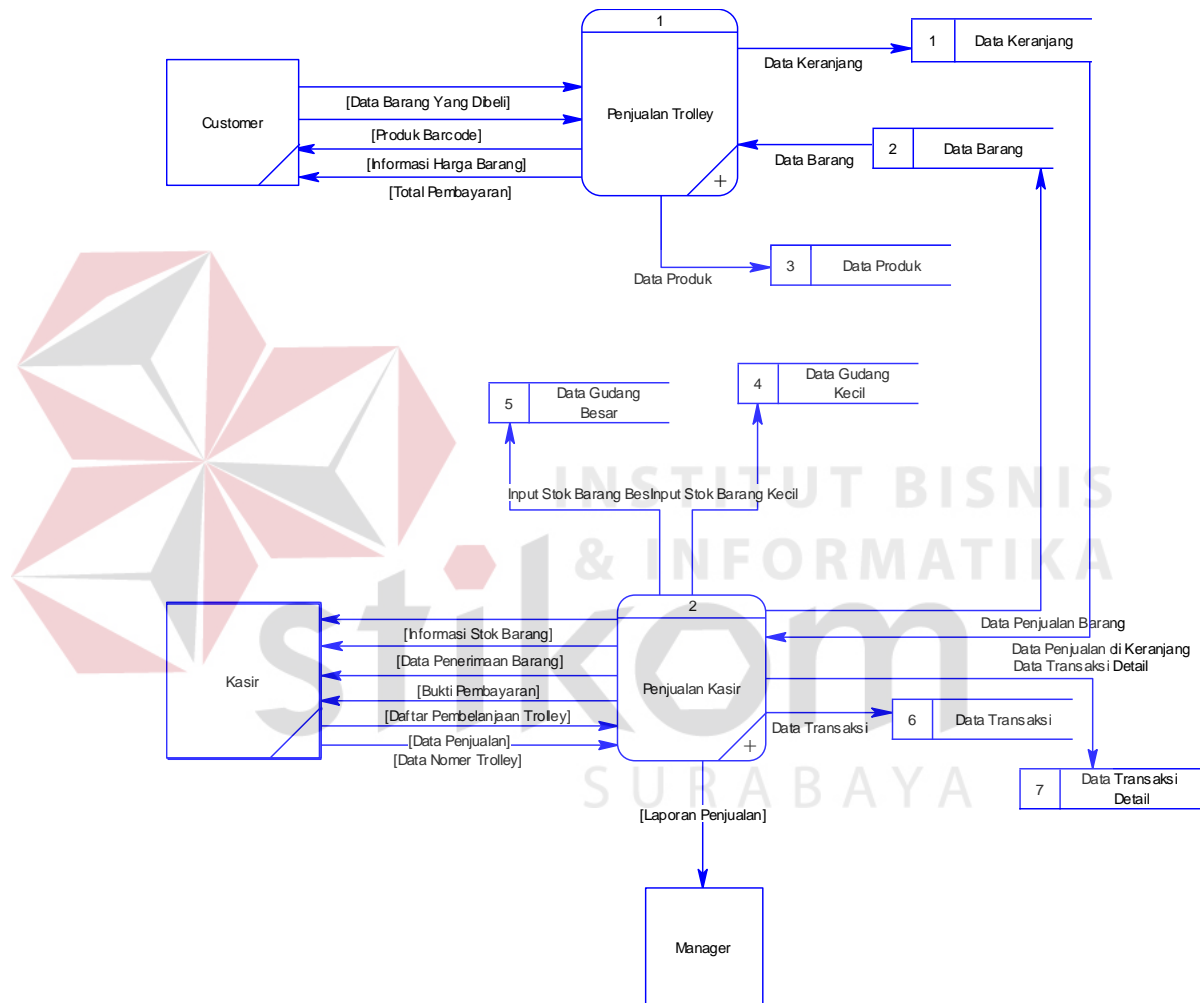 1
1 Data Keranjang
Data Keranjang
Customer
[Data Barang Yang Dibeli]
Penjualan Trolley
[Produk Barcode]
2 Data Barang
Data Barang
[Informasi Harga Barang]
+
[Total Pembayaran]
3 Data Produk
Data Produk
4 Data Gudang
Kecil
5 Data Gudang
Besar
Input Stok Barang Bes
Input Stok Barang Kecil
INSTITUT BISNIS
& INFORMATIKA
stikom
SURABAYA
2
[Informasi Stok Barang]
Data Penjualan Barang
Data Penjualan di Keranjang
[Data Penerimaan Barang]
Data Transaksi Detail
Kasir
Penjualan Kasir
[Bukti Pembayaran]
[Daftar Pembelanjaan Trolley]
6 Data Transaksi
Data Transaksi
[Data Penjualan]
+
[Data Nomer Trolley]
7 Data Transaksi
Detail
[Laporan Penjualan]
Manager